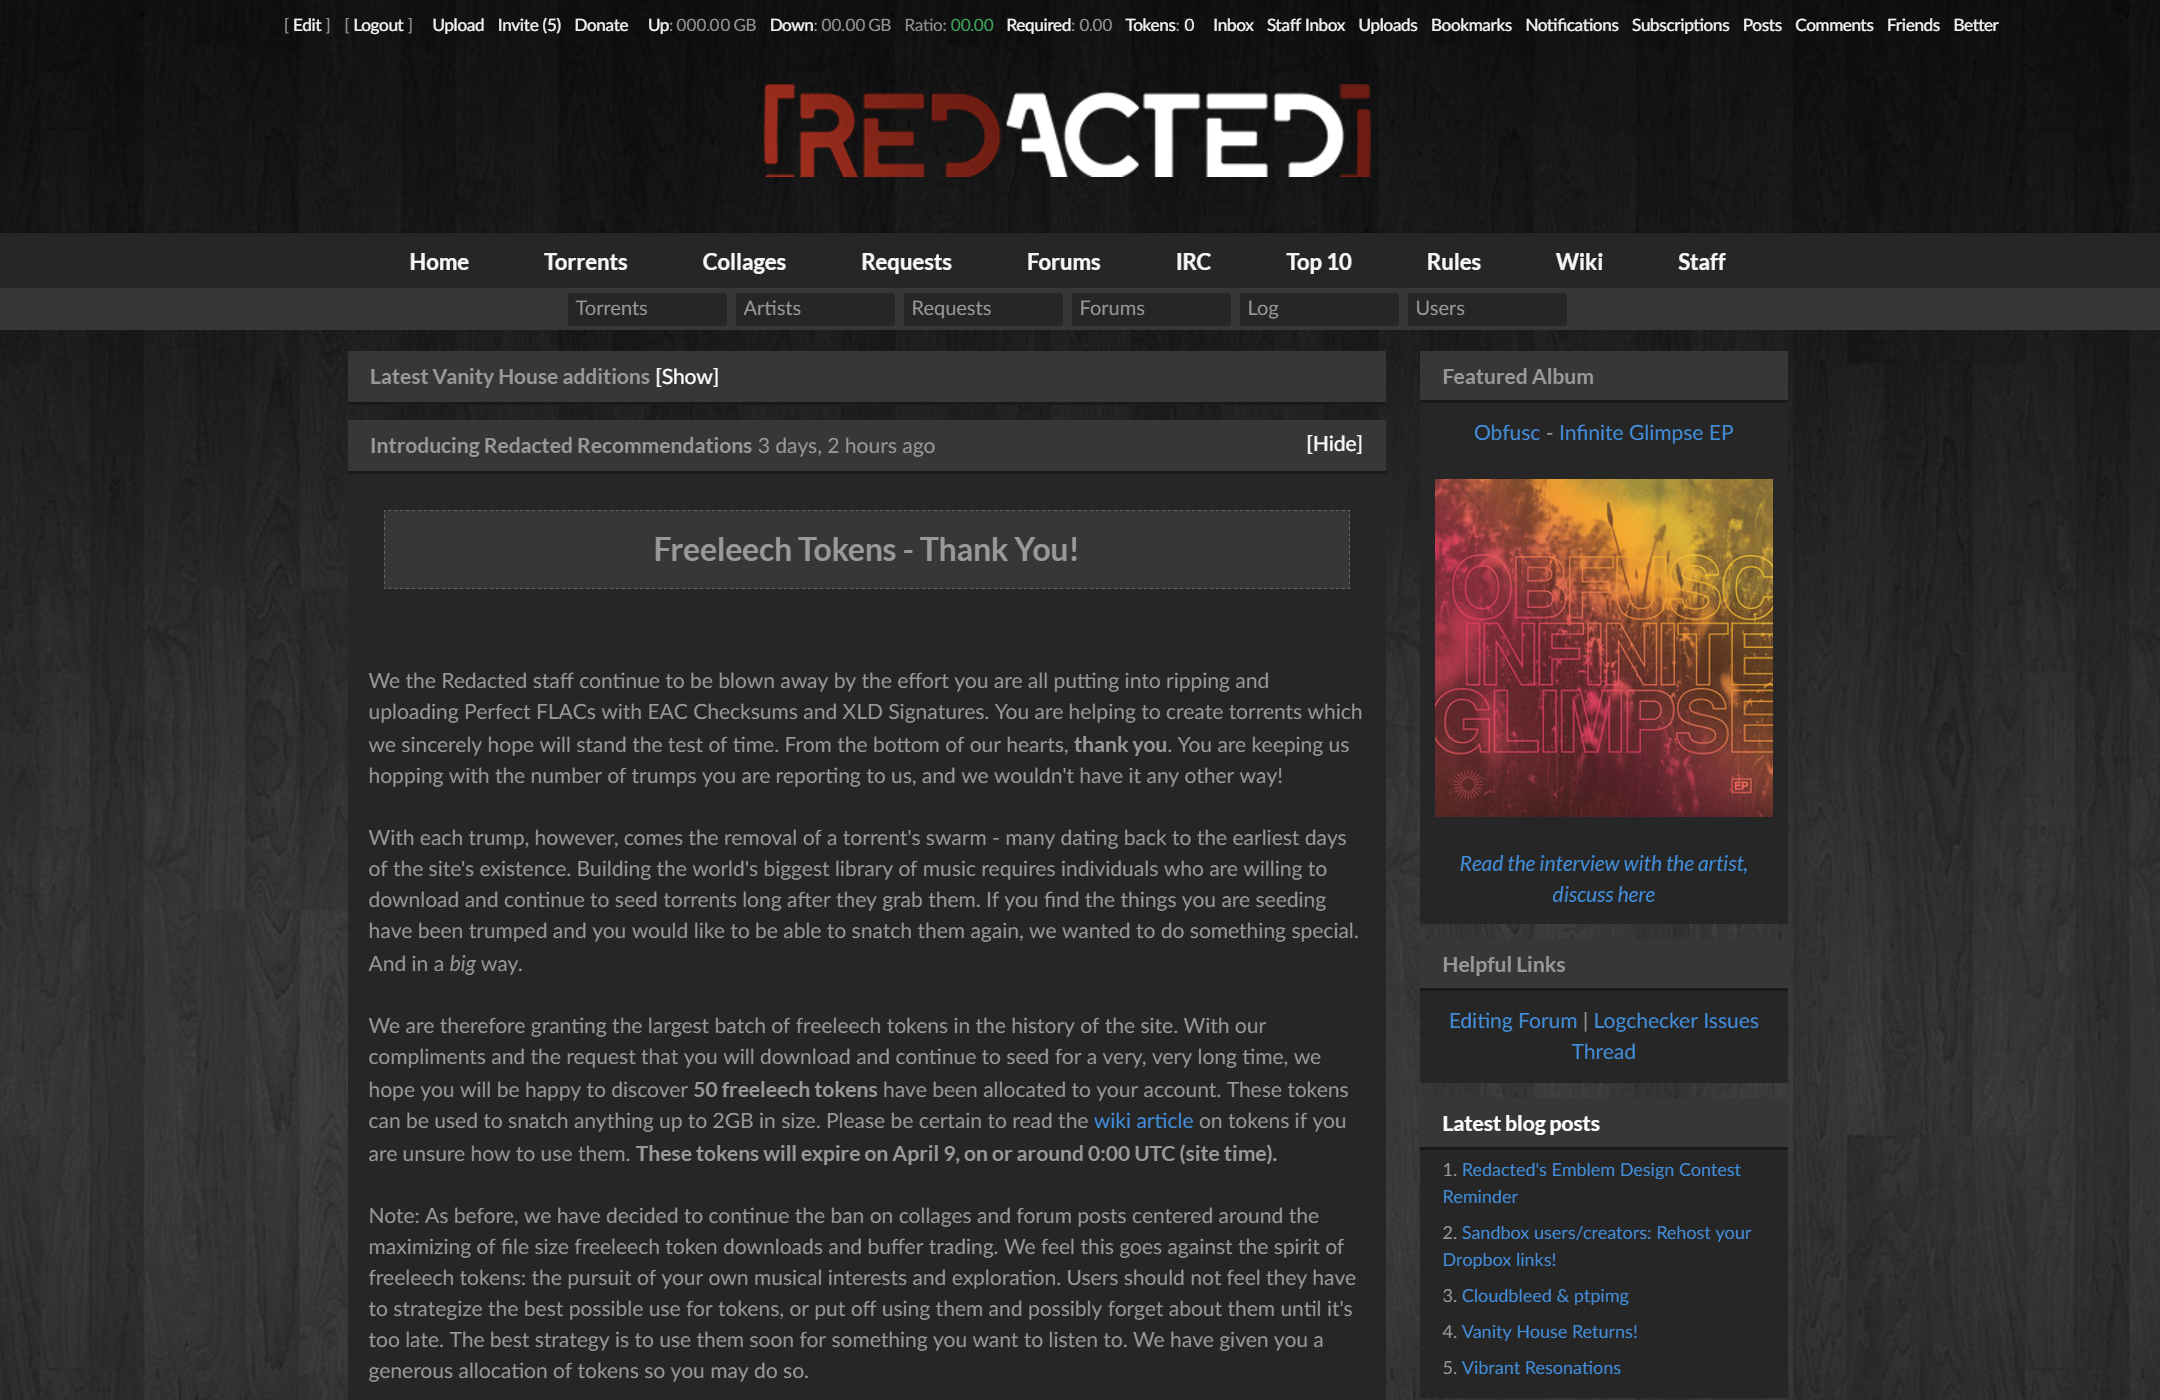 [ Edit ] [ Logout ] Upload Invite (5) Donate Up: 000.00 GB Down: 00.00 GB Ratio: 00.00 Required: 0.00 Tokens: 0 Inbox Staff Inbox Uploads Bookmarks Notifications Subscriptions Posts Comments Friends Better
[REDACTED]
Home Torrents Collages Requests Forums IRC Top 10 Rules Wiki Staff
Torrents Artists Requests Forums Log Users
Latest Vanity House additions [Show]
Introducing Redacted Recommendations 3 days, 2 hours ago [Hide]
Freeleech Tokens - Thank You!
We the Redacted staff continue to be blown away by the effort you are all putting into ripping and
uploading Perfect FLACs with EAC Checksums and XLD Signatures. You are helping to create torrents which
we sincerely hope will stand the test of time. From the bottom of our hearts, thank you. You are keeping us
hopping with the number of trumps you are reporting to us, and we wouldn't have it any other way!
With each trump, however, comes the removal of a torrent's swarm - many dating back to the earliest days
of the site's existence. Building the world's biggest library of music requires individuals who are willing to
download and continue to seed torrents long after they grab them. If you find the things you are seeding
have been trumped and you would like to be able to snatch them again, we wanted to do something special.
And in a big way.
We are therefore granting the largest batch of freeleech tokens in the history of the site. With our
compliments and the request that you will download and continue to seed for a very, very long time, we
hope you will be happy to discover 50 freeleech tokens have been allocated to your account. These tokens
can be used to snatch anything up to 2GB in size. Please be certain to read the wiki article on tokens if you
are unsure how to use them. These tokens will expire on April 9, on or around 0:00 UTC (site time).
Note: As before, we have decided to continue the ban on collages and forum posts centered around the
maximizing of file size freeleech token downloads and buffer trading. We feel this goes against the spirit of
freeleech tokens: the pursuit of your own musical interests and exploration. Users should not feel they have
to strategize the best possible use for tokens, or put off using them and possibly forget about them until it's
too late. The best strategy is to use them soon for something you want to listen to. We have given you a
generous allocation of tokens so you may do so.
Featured Album
Obfusc - Infinite Glimpse EP
OBFUSC
INFINITE
GLIMPSE
EP
Read the interview with the artist,
discuss here
Helpful Links
Editing Forum | Logchecker Issues
Thread
Latest blog posts
1. Redacted's Emblem Design Contest
Reminder
2. Sandbox users/creators: Rehost your
Dropbox links!
3. Cloudbleed & ptpimg
4. Vanity House Returns!
5. Vibrant Resonations